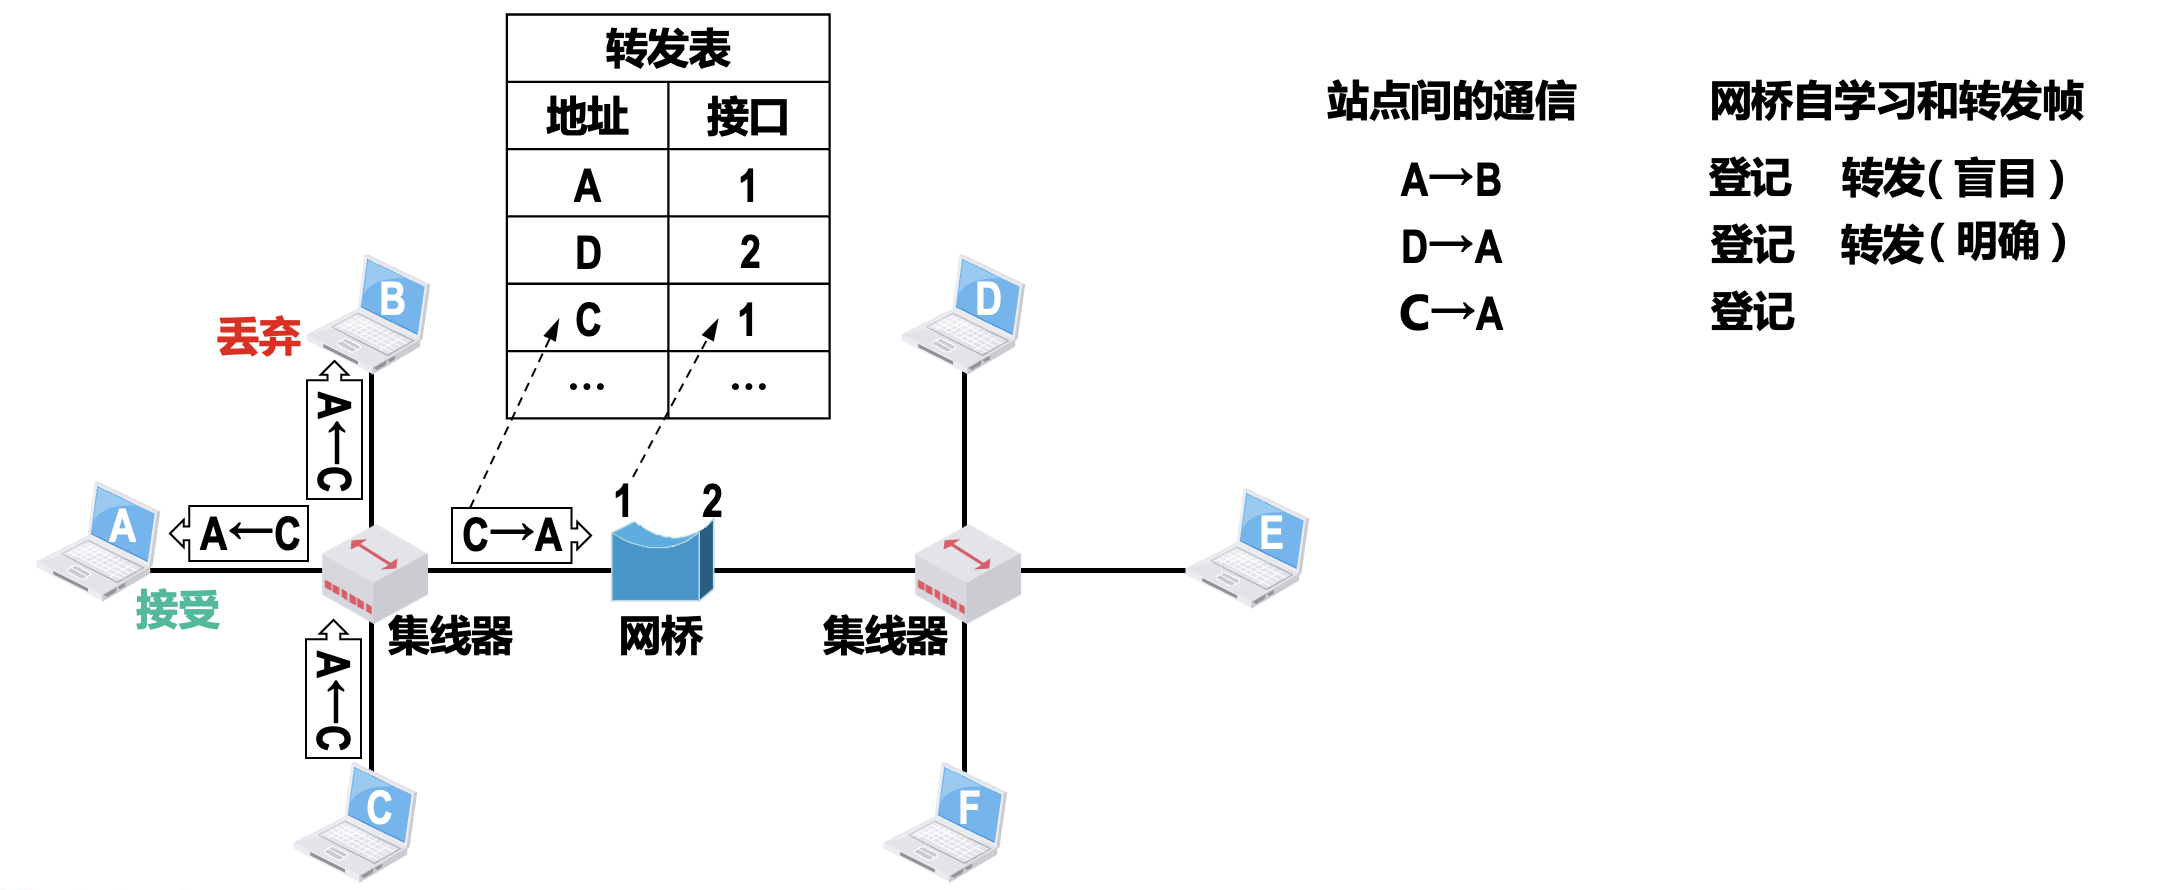 转发表
地址 接口
A 1
D 2
C 1
... ...
站点间的通信 网桥自学习和转发帧
A→B 登记 转发(盲目)
D→A 登记 转发(明确)
C→A 登记
B
丢弃
A←C
D
A
A←C
接受
C→A
1 2
E
集线器
网桥
集线器
A←C
C
F